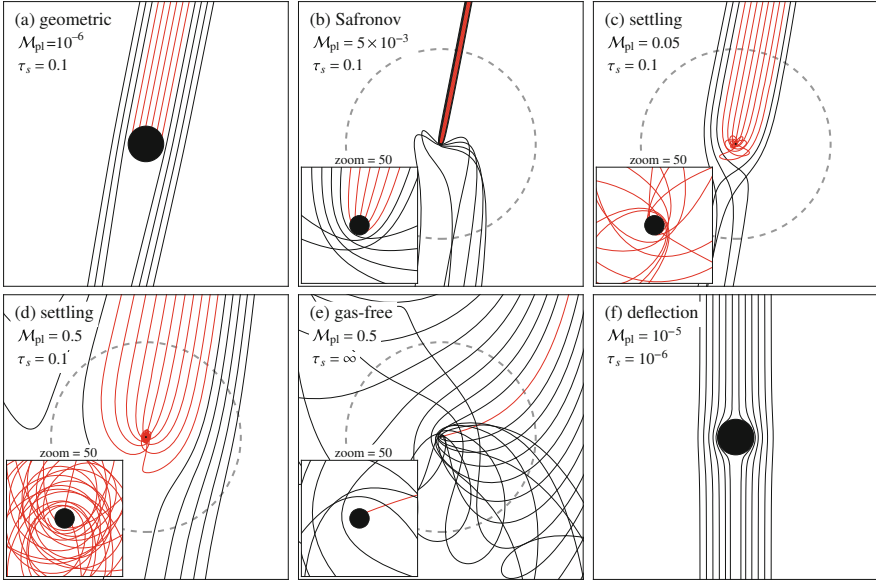 (a) geometric
𝓜pl=10⁻⁶
τs = 0.1
(b) Safronov
𝓜pl = 5 × 10⁻³
τs = 0.1
zoom = 50
(c) settling
𝓜pl = 0.05
τs = 0.1
zoom = 50
(d) settling
𝓜pl = 0.5
τs = 0.1
zoom = 50
(e) gas-free
𝓜pl = 0.5
τs = ∞
zoom = 50
(f) deflection
𝓜pl = 10⁻⁵
τs = 10⁻⁶